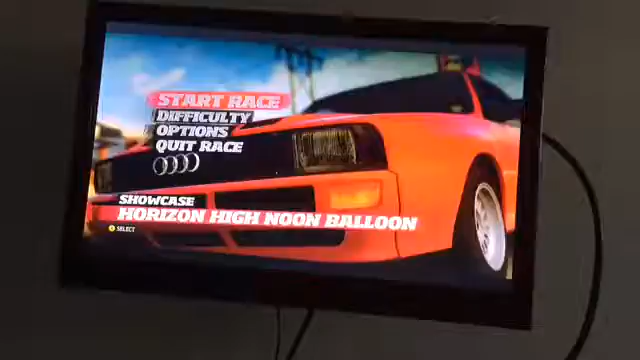 START RACE
DIFFICULTY
OPTIONS
QUIT RACE
SHOWCASE
HORIZON HIGH NOON BALLOON
SELECT